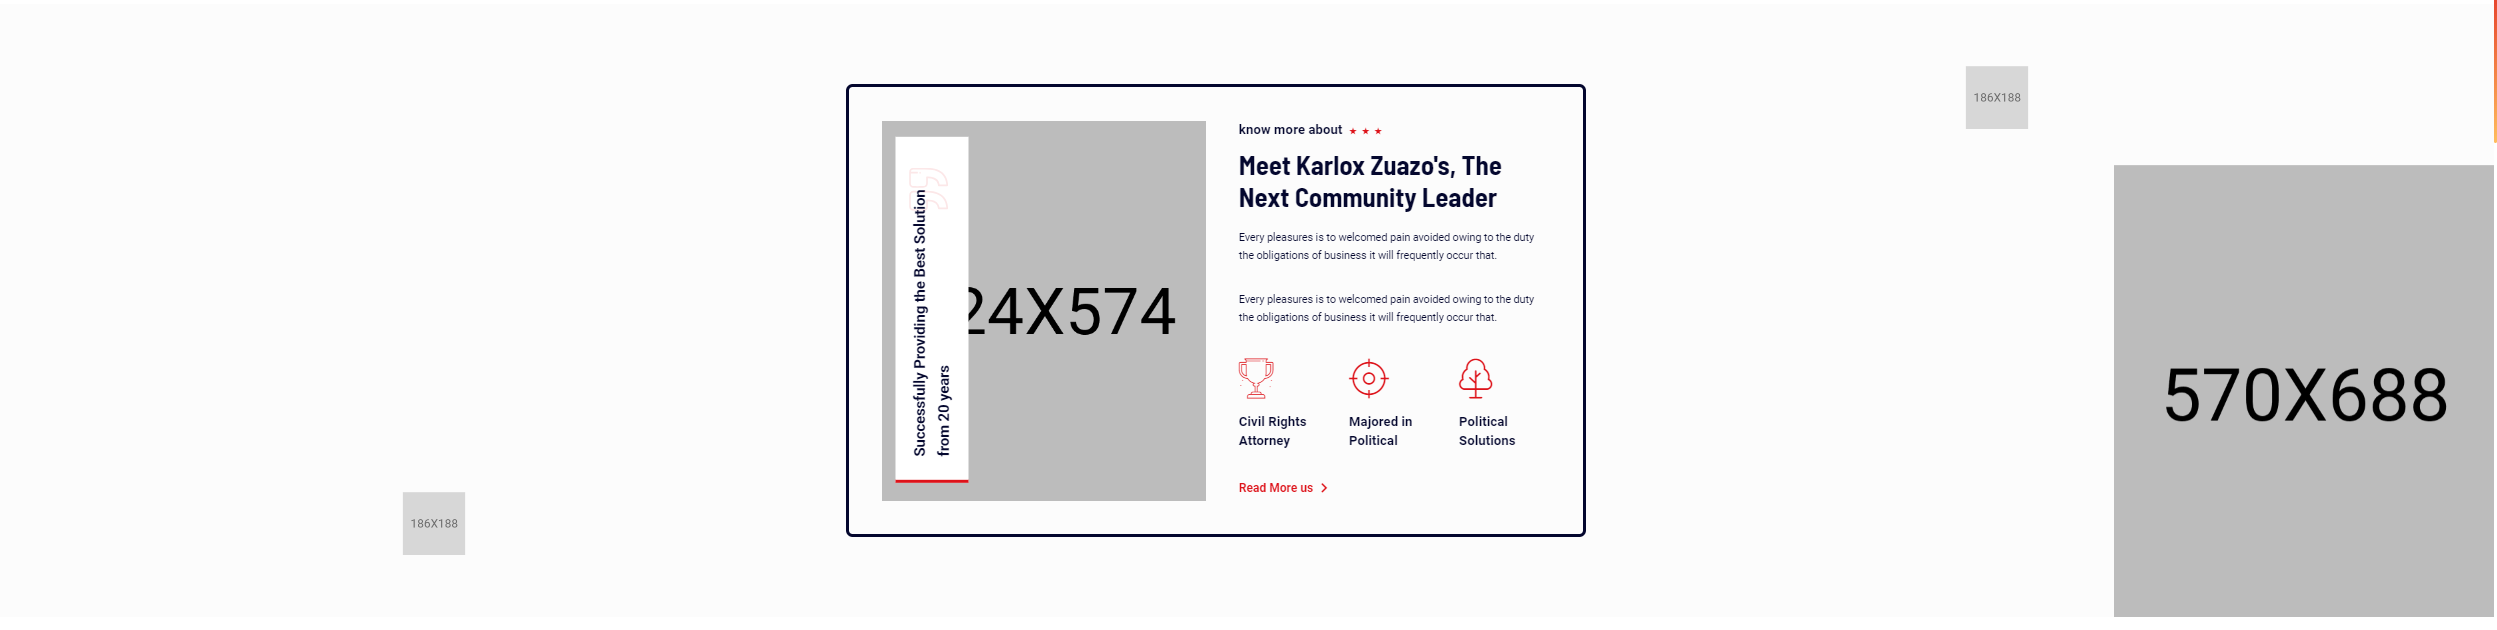 186X188
know more about
Meet Karlox Zuazo's, The
Next Community Leader
Every pleasures is to welcomed pain avoided owing to the duty
the obligations of business it will frequently occur that.
Every pleasures is to welcomed pain avoided owing to the duty
the obligations of business it will frequently occur that.
Successfully Providing the Best Solution
from 20 years
24X574
Civil Rights
Attorney
Majored in
Political
Political
Solutions
Read More us
570X688
186X188